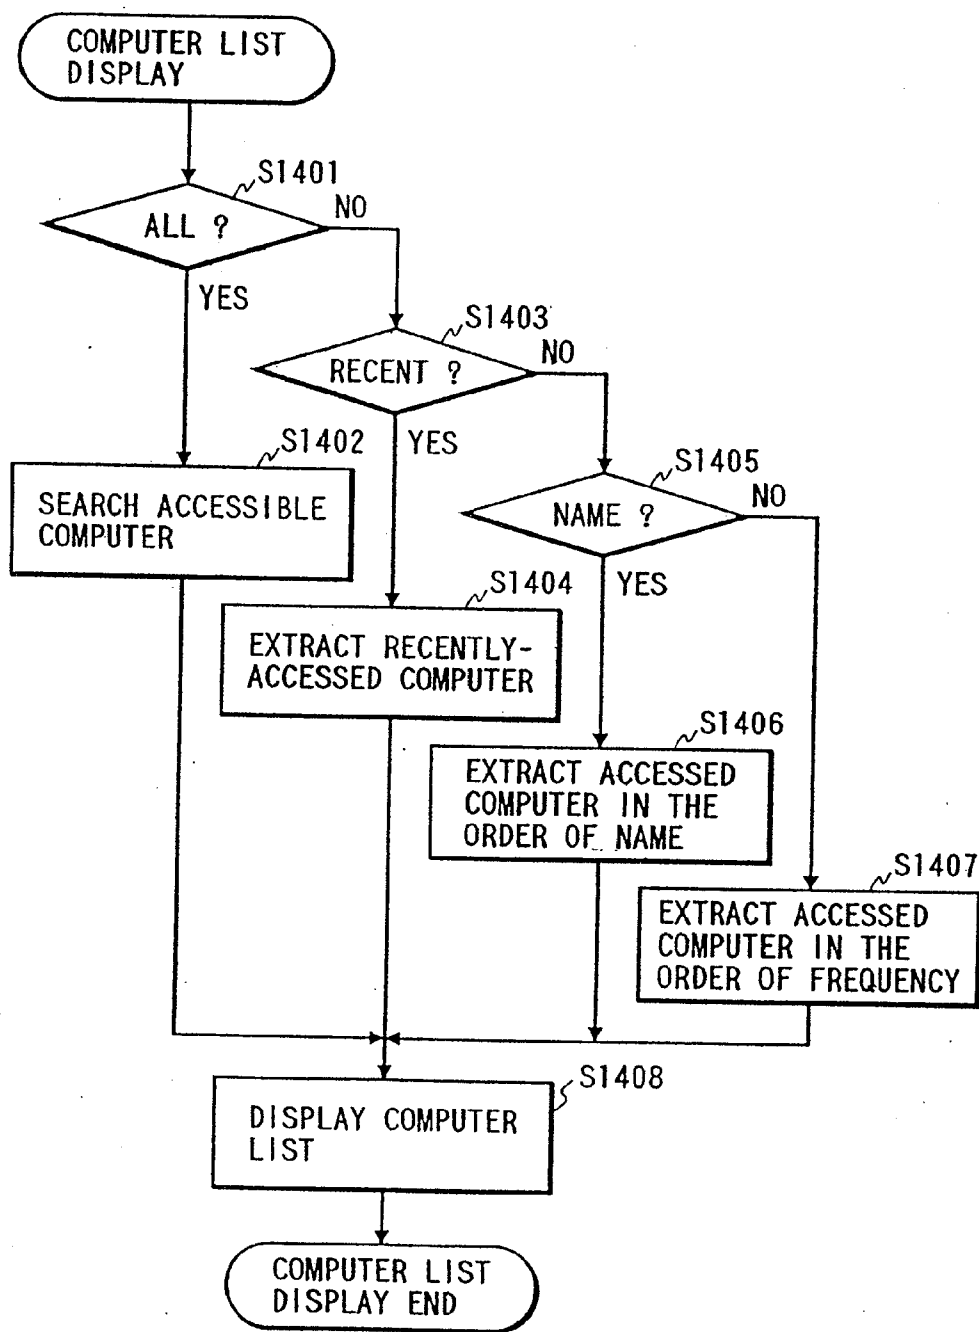 COMPUTER LIST
DISPLAY
S1401
ALL ?
NO
YES
S1403
RECENT ?
NO
YES
S1402
SEARCH ACCESSIBLE
COMPUTER
S1405
NAME ?
NO
YES
S1404
EXTRACT RECENTLY-
ACCESSED COMPUTER
S1406
EXTRACT ACCESSED
COMPUTER IN THE
ORDER OF NAME
S1407
EXTRACT ACCESSED
COMPUTER IN THE
ORDER OF FREQUENCY
S1408
DISPLAY COMPUTER
LIST
COMPUTER LIST
DISPLAY END